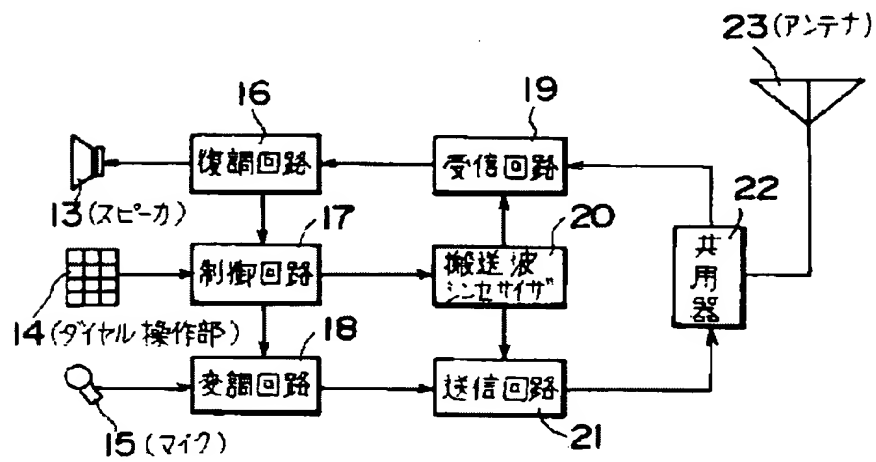 23(アンテナ)
16
19
復調回路
受信回路
22
13(スピーカ)
17
20
共用器
制御回路
搬送波
シンセサイザ
14(ダイヤル操作部)
18
変調回路
送信回路
15(マイク)
21